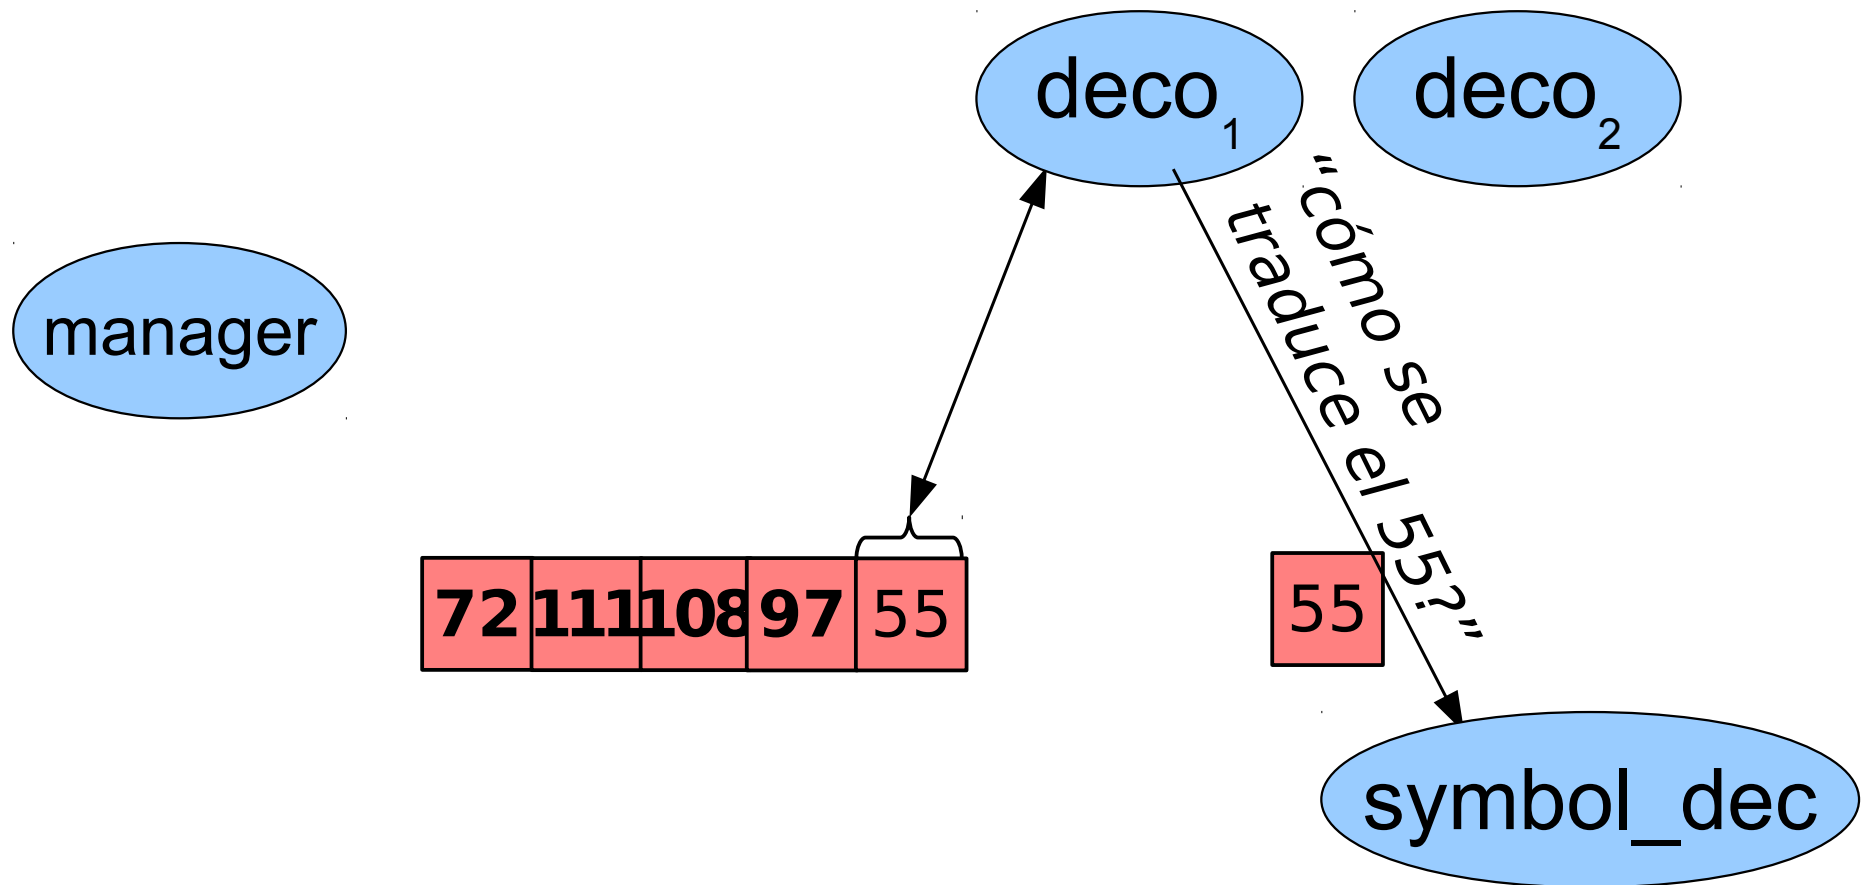 deco1
deco2
manager
“cómo se
traduce el 55?”
72 111 108 97 55
55
symbol_dec